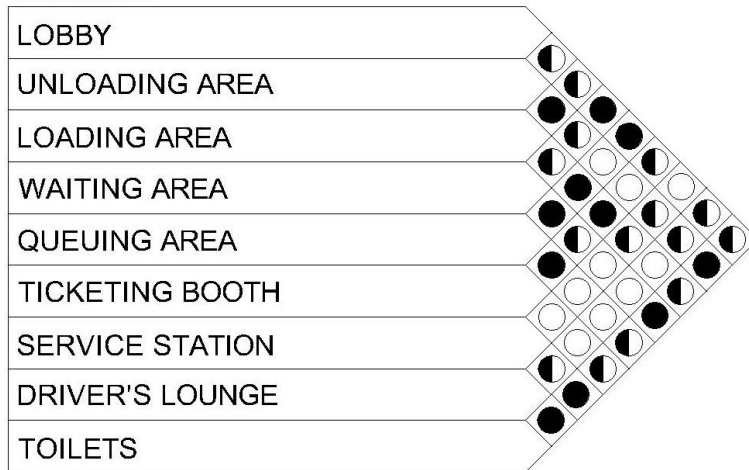 LOBBY
UNLOADING AREA
LOADING AREA
WAITING AREA
QUEUING AREA
TICKETING BOOTH
SERVICE STATION
DRIVER'S LOUNGE
TOILETS